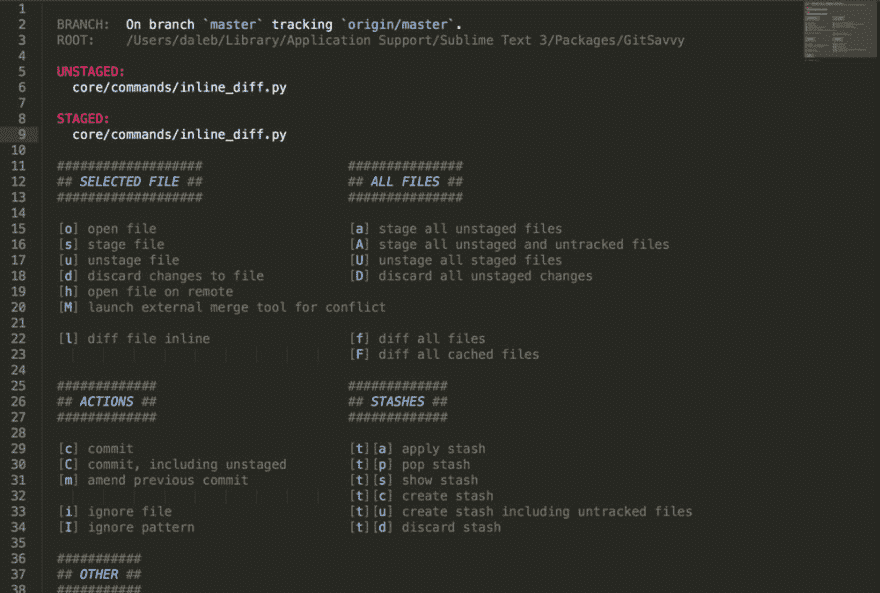 1
2 BRANCH: On branch `master` tracking `origin/master`.
3 ROOT: /Users/daleb/Library/Application Support/Sublime Text 3/Packages/GitSavvy
4
5 UNSTAGED:
6 core/commands/inline_diff.py
7
8 STAGED:
9 core/commands/inline_diff.py
10
11 ################### ###############
12 ## SELECTED FILE ## ## ALL FILES ##
13 ################### ###############
14
15 [o] open file [a] stage all unstaged files
16 [s] stage file [A] stage all unstaged and untracked files
17 [u] unstage file [U] unstage all staged files
18 [d] discard changes to file [D] discard all unstaged changes
19 [h] open file on remote
20 [M] launch external merge tool for conflict
21
22 [l] diff file inline [f] diff all files
23 [F] diff all cached files
24
25 ############# #############
26 ## ACTIONS ## ## STASHES ##
27 ############# #############
28
29 [c] commit [t][a] apply stash
30 [C] commit, including unstaged [t][p] pop stash
31 [m] amend previous commit [t][s] show stash
32 [t][c] create stash
33 [i] ignore file [t][u] create stash including untracked files
34 [I] ignore pattern [t][d] discard stash
35
36 ###########
37 ## OTHER ##
38 ###########